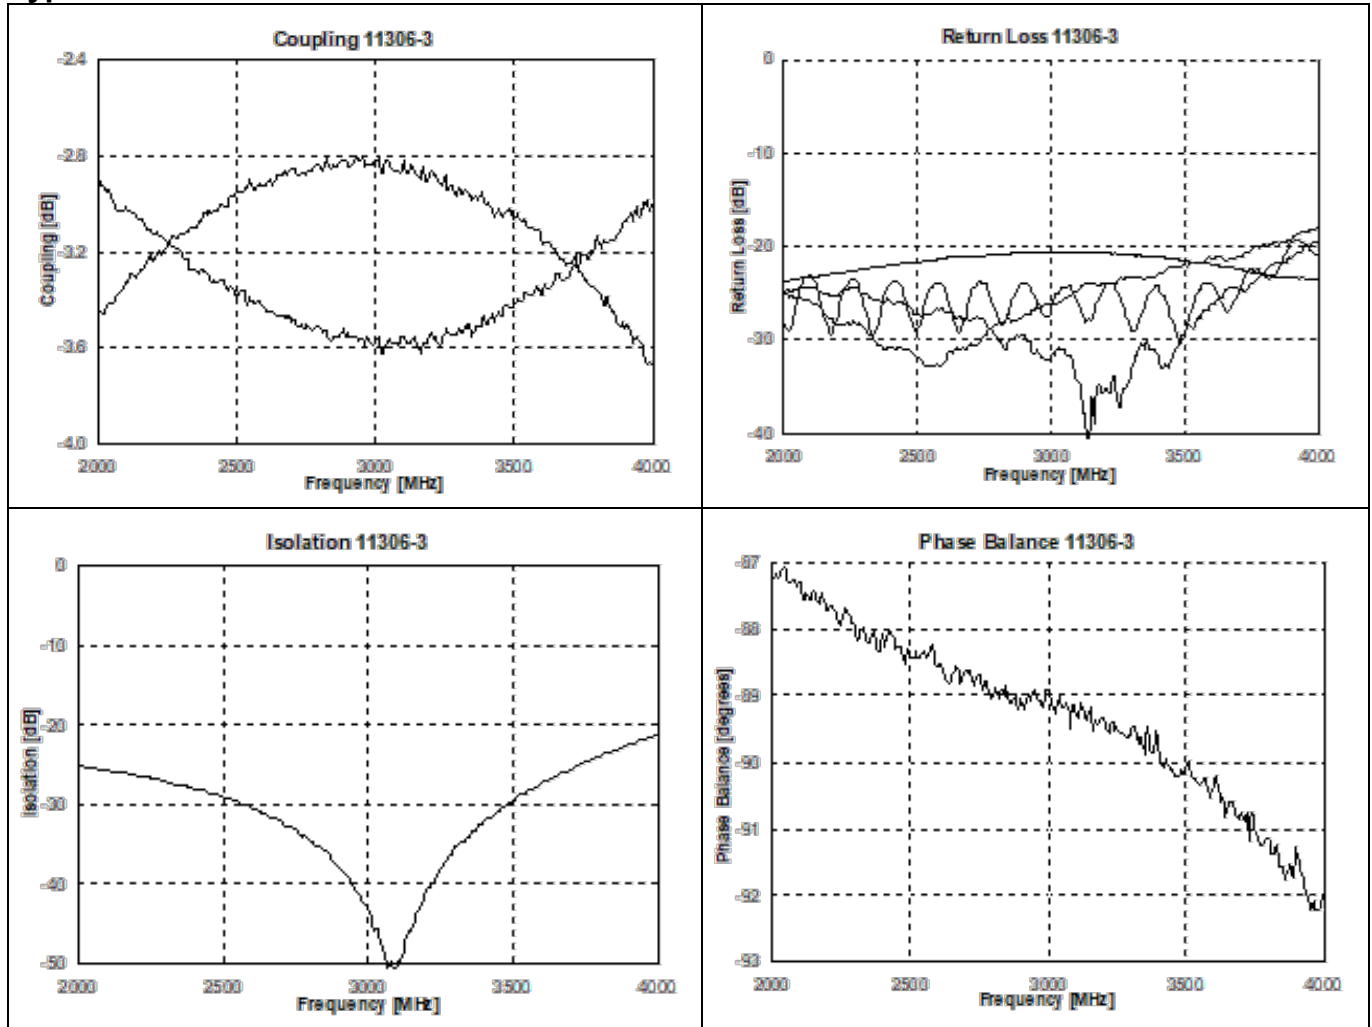 Coupling 11306-3
-2.4
-2.8
-3.2
-3.6
-4.0
Coupling [dB]
2000 2500 3000 3500 4000
Frequency [MHz]
Return Loss 11306-3
0
-10
-20
-30
-40
Return Loss [dB]
2000 2500 3000 3500 4000
Frequency [MHz]
Isolation 11306-3
0
-10
-20
-30
-40
-50
Isolation [dB]
2000 2500 3000 3500 4000
Frequency [MHz]
Phase Balance 11306-3
-87
-88
-89
-90
-91
-92
-93
Phase Balance [degrees]
2000 2500 3000 3500 4000
Frequency [MHz]